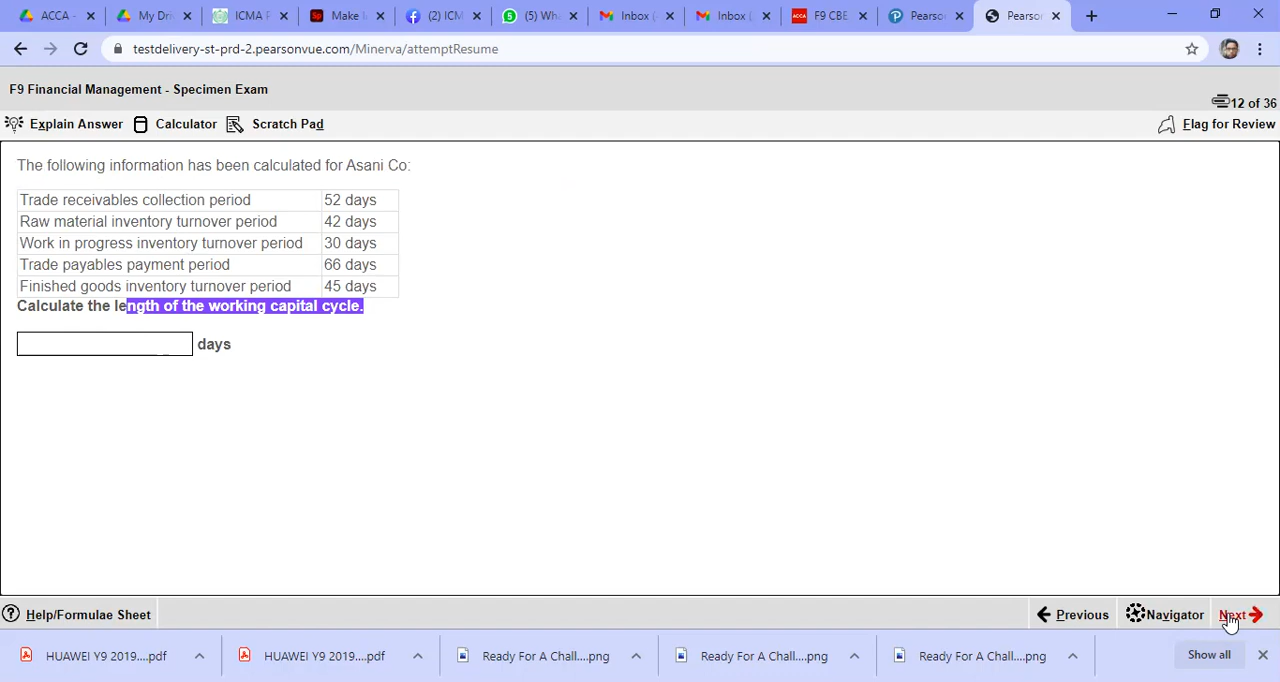 ACCA -
My Dri
ICMA P
Make
(2) ICM
(5) Wha
Inbox (
Inbox (
ACCA F9 CBE
Pearso
Pearsor
testdelivery-st-prd-2.pearsonvue.com/Minerva/attemptResume
F9 Financial Management - Specimen Exam
12 of 36
Explain Answer Calculator Scratch Pad Flag for Review
The following information has been calculated for Asani Co:
Trade receivables collection period 52 days
Raw material inventory turnover period 42 days
Work in progress inventory turnover period 30 days
Trade payables payment period 66 days
Finished goods inventory turnover period 45 days
Calculate the length of the working capital cycle.
days
Help/Formulae Sheet Previous Navigator Next
HUAWEI Y9 2019....pdf HUAWEI Y9 2019....pdf Ready For A Chall....png Ready For A Chall....png Ready For A Chall....png Show all